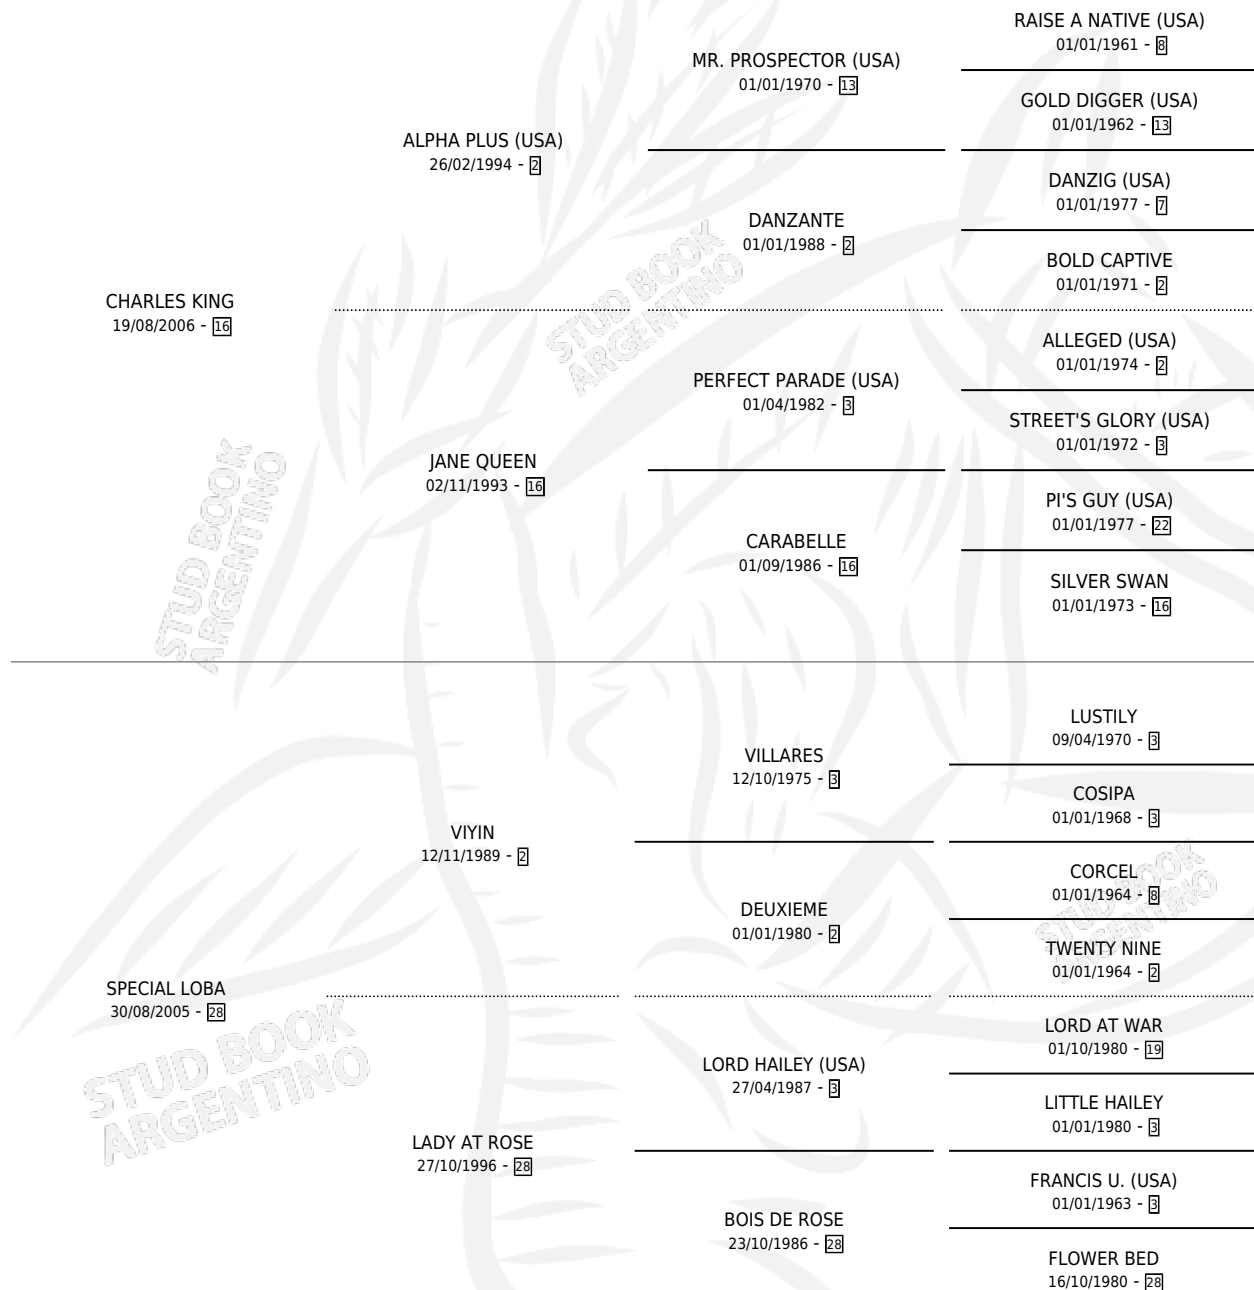 RAISE A NATIVE (USA)
01/01/1961 - 8
MR. PROSPECTOR (USA)
01/01/1970 - 13
GOLD DIGGER (USA)
01/01/1962 - 13
ALPHA PLUS (USA)
26/02/1994 - 2
DANZIG (USA)
01/01/1977 - 7
DANZANTE
01/01/1988 - 2
BOLD CAPTIVE
01/01/1971 - 2
CHARLES KING
19/08/2006 - 16
ALLEGED (USA)
01/01/1974 - 2
PERFECT PARADE (USA)
01/04/1982 - 3
STREET'S GLORY (USA)
01/01/1972 - 3
JANE QUEEN
02/11/1993 - 16
PI'S GUY (USA)
01/01/1977 - 22
CARABELLE
01/09/1986 - 16
SILVER SWAN
01/01/1973 - 16
STUD BOOK
ARGENTINO
STUD BOOK
ARGENTINO
LUSTILY
09/04/1970 - 3
VILLARES
12/10/1975 - 3
COSIPA
01/01/1968 - 3
VIYIN
12/11/1989 - 2
CORCEL
01/01/1964 - 8
DEUXIEME
01/01/1980 - 2
TWENTY NINE
01/01/1964 - 2
STUD BOOK
ARGENTINO
SPECIAL LOBA
30/08/2005 - 28
LORD AT WAR
01/10/1980 - 19
LORD HAILEY (USA)
27/04/1987 - 3
LITTLE HAILEY
01/01/1980 - 3
STUD BOOK
ARGENTINO
LADY AT ROSE
27/10/1996 - 28
FRANCIS U. (USA)
01/01/1963 - 3
BOIS DE ROSE
23/10/1986 - 28
FLOWER BED
16/10/1980 - 28